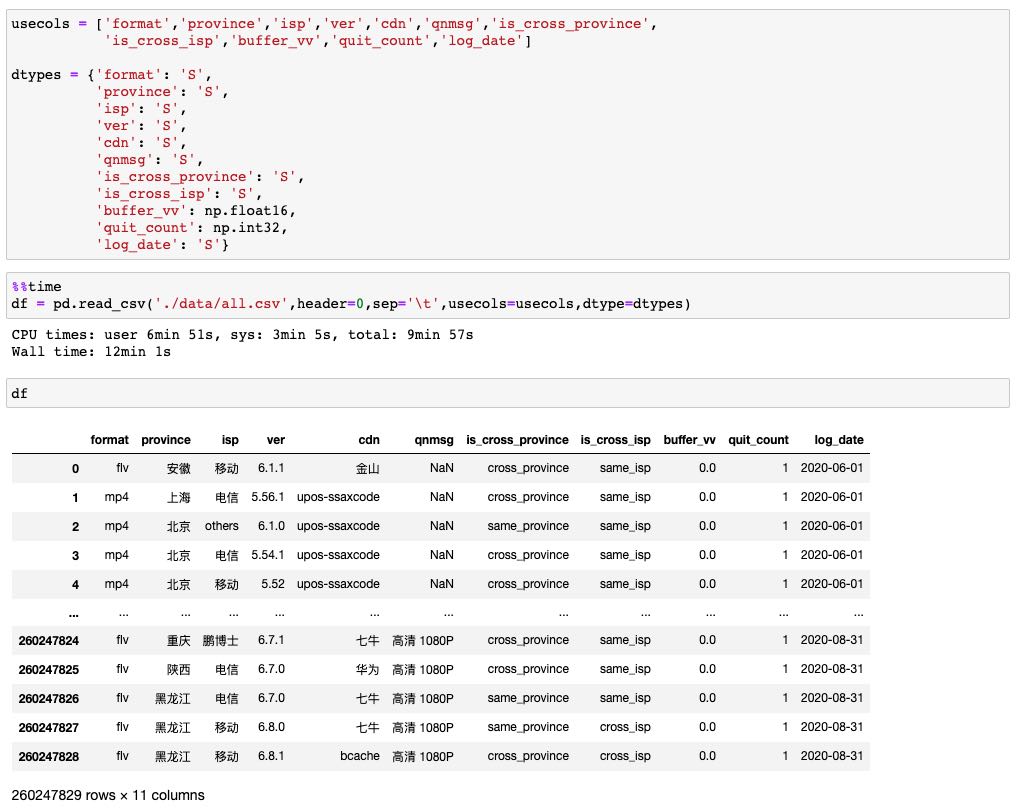 usecols = ['format','province','isp','ver','cdn','qnmsg','is_cross_province',
'is_cross_isp','buffer_vv','quit_count','log_date']
dtypes = {'format': 'S',
'province': 'S',
'isp': 'S',
'ver': 'S',
'cdn': 'S',
'qnmsg': 'S',
'is_cross_province': 'S',
'is_cross_isp': 'S',
'buffer_vv': np.float16,
'quit_count': np.int32,
'log_date': 'S'}
%%time
df = pd.read_csv('./data/all.csv',header=0,sep='\t',usecols=usecols,dtype=dtypes)
CPU times: user 6min 51s, sys: 3min 5s, total: 9min 57s
Wall time: 12min 1s
df
format province isp ver cdn qnmsg is_cross_province is_cross_isp buffer_vv quit_count log_date
0 flv 安徽 移动 6.1.1 金山 NaN cross_province same_isp 0.0 1 2020-06-01
1 mp4 上海 电信 5.56.1 upos-ssaxcode NaN cross_province same_isp 0.0 1 2020-06-01
2 mp4 北京 others 6.1.0 upos-ssaxcode NaN same_province same_isp 0.0 1 2020-06-01
3 mp4 北京 电信 5.54.1 upos-ssaxcode NaN cross_province same_isp 0.0 1 2020-06-01
4 mp4 北京 移动 5.52 upos-ssaxcode NaN cross_province same_isp 0.0 1 2020-06-01
... ... ... ... ... ... ... ... ... ... ... ...
260247824 flv 重庆 鹏博士 6.7.1 七牛 高清 1080P cross_province same_isp 0.0 1 2020-08-31
260247825 flv 陕西 电信 6.7.0 华为 高清 1080P cross_province same_isp 0.0 1 2020-08-31
260247826 flv 黑龙江 电信 6.7.0 七牛 高清 1080P same_province same_isp 0.0 1 2020-08-31
260247827 flv 黑龙江 移动 6.8.0 七牛 高清 1080P same_province cross_isp 0.0 1 2020-08-31
260247828 flv 黑龙江 移动 6.8.1 bcache 高清 1080P cross_province cross_isp 0.0 1 2020-08-31
260247829 rows × 11 columns